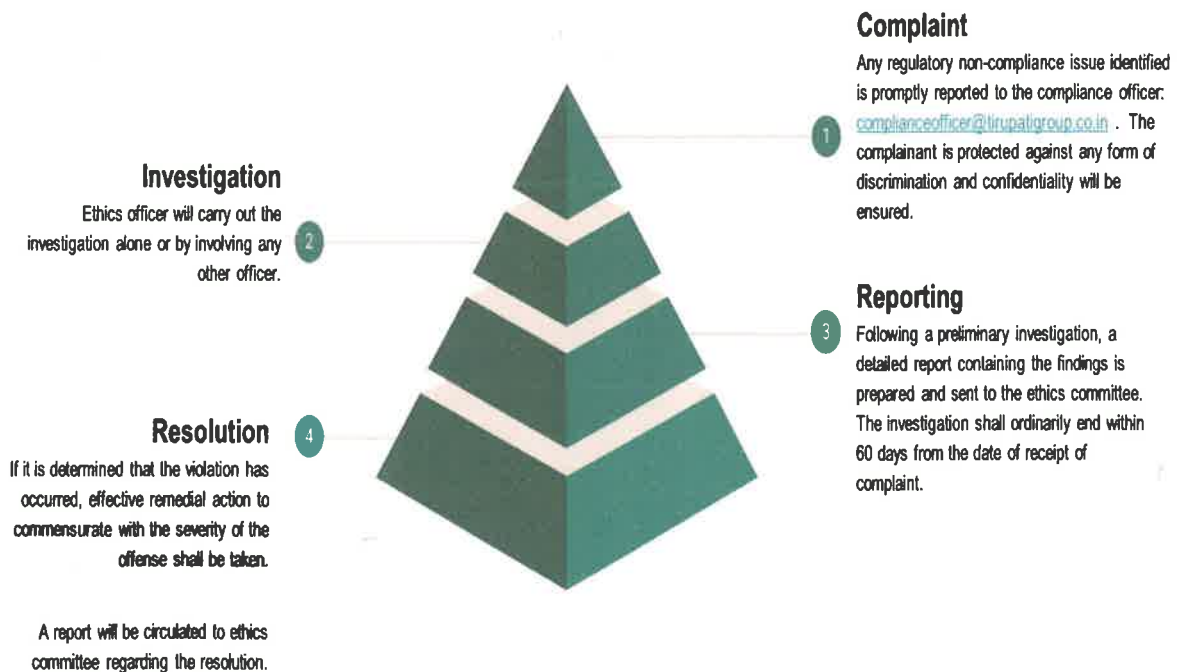 Complaint
Any regulatory non-compliance issue identified
is promptly reported to the compliance officer:
complianceofficer@tirupatigroup.co.in . The
complainant is protected against any form of
discrimination and confidentiality will be
ensured.
1
Investigation
Ethics officer will carry out the
investigation alone or by involving any
other officer.
2
Reporting
Following a preliminary investigation, a
detailed report containing the findings is
prepared and sent to the ethics committee.
The investigation shall ordinarily end within
60 days from the date of receipt of
complaint.
3
Resolution
If it is determined that the violation has
occurred, effective remedial action to
commensurate with the severity of the
offense shall be taken.
A report will be circulated to ethics
committee regarding the resolution.
4